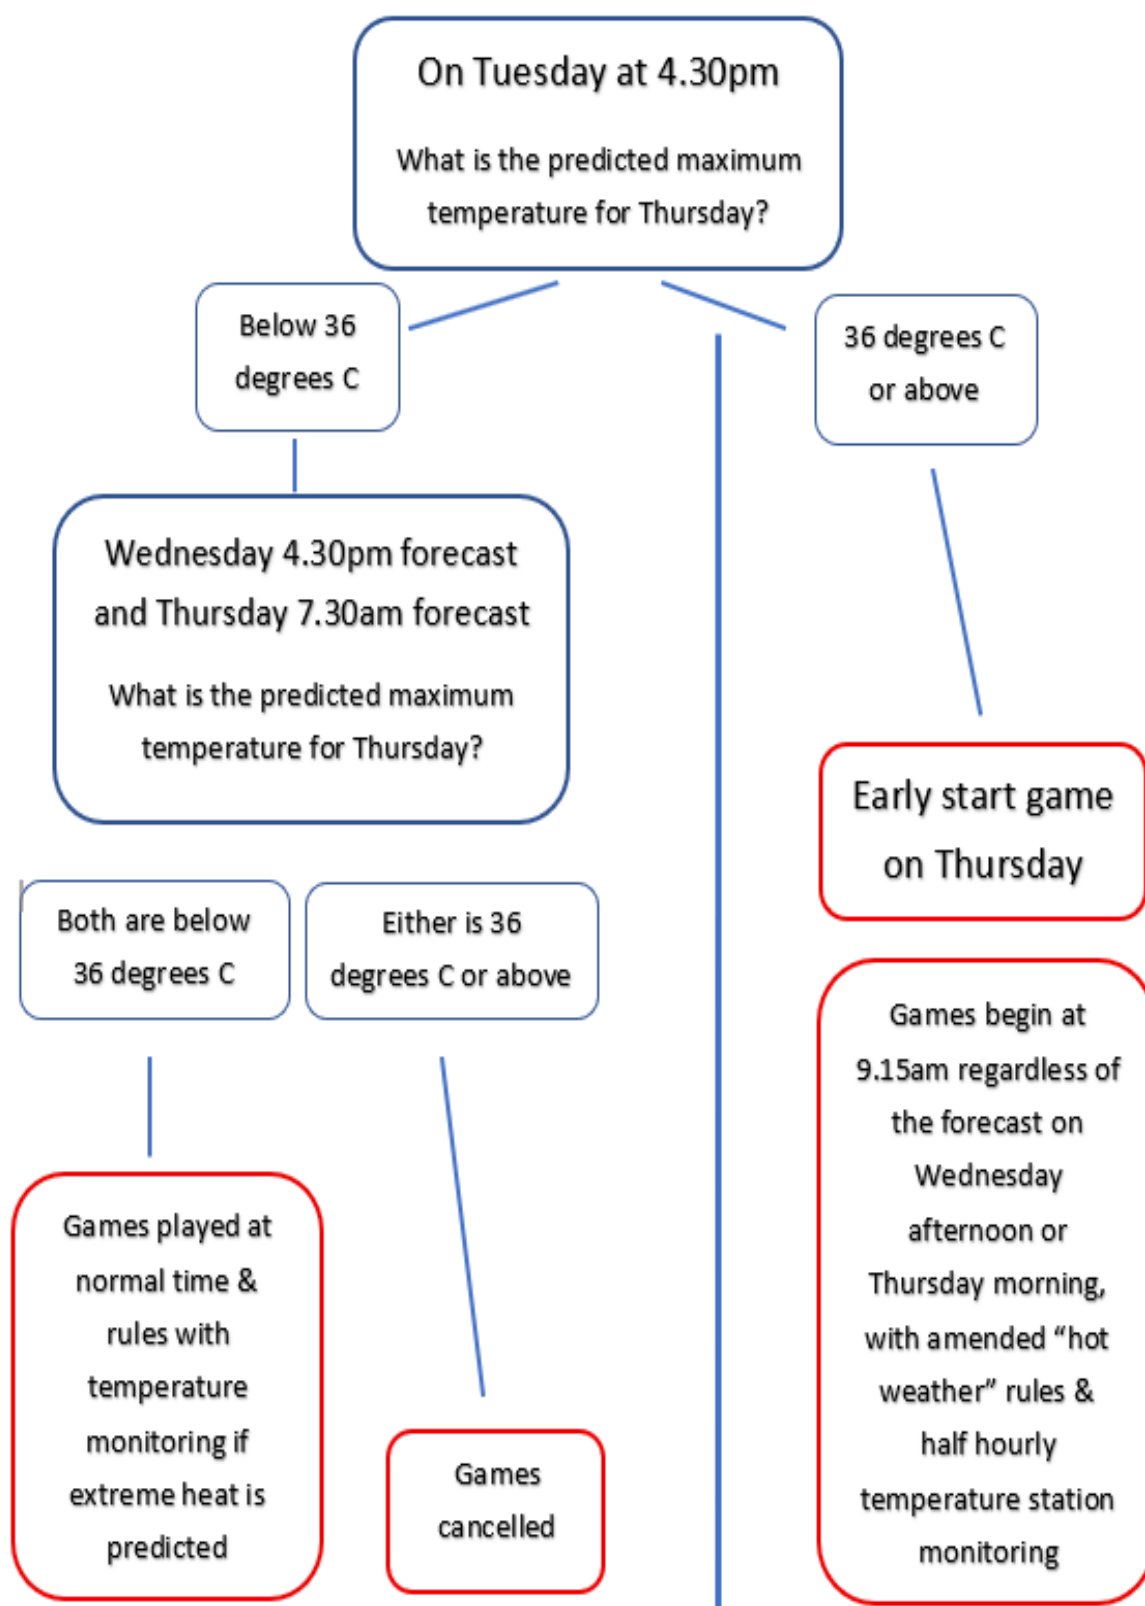 On Tuesday at 4.30pm
What is the predicted maximum
temperature for Thursday?
Below 36
degrees C
36 degrees C
or above
Wednesday 4.30pm forecast
and Thursday 7.30am forecast
What is the predicted maximum
temperature for Thursday?
Early start game
on Thursday
Both are below
36 degrees C
Either is 36
degrees C or above
Games begin at
9.15am regardless of
the forecast on
Wednesday
afternoon or
Thursday morning,
with amended “hot
weather” rules &
half hourly
temperature station
monitoring
Games played at
normal time &
rules with
temperature
monitoring if
extreme heat is
predicted
Games
cancelled